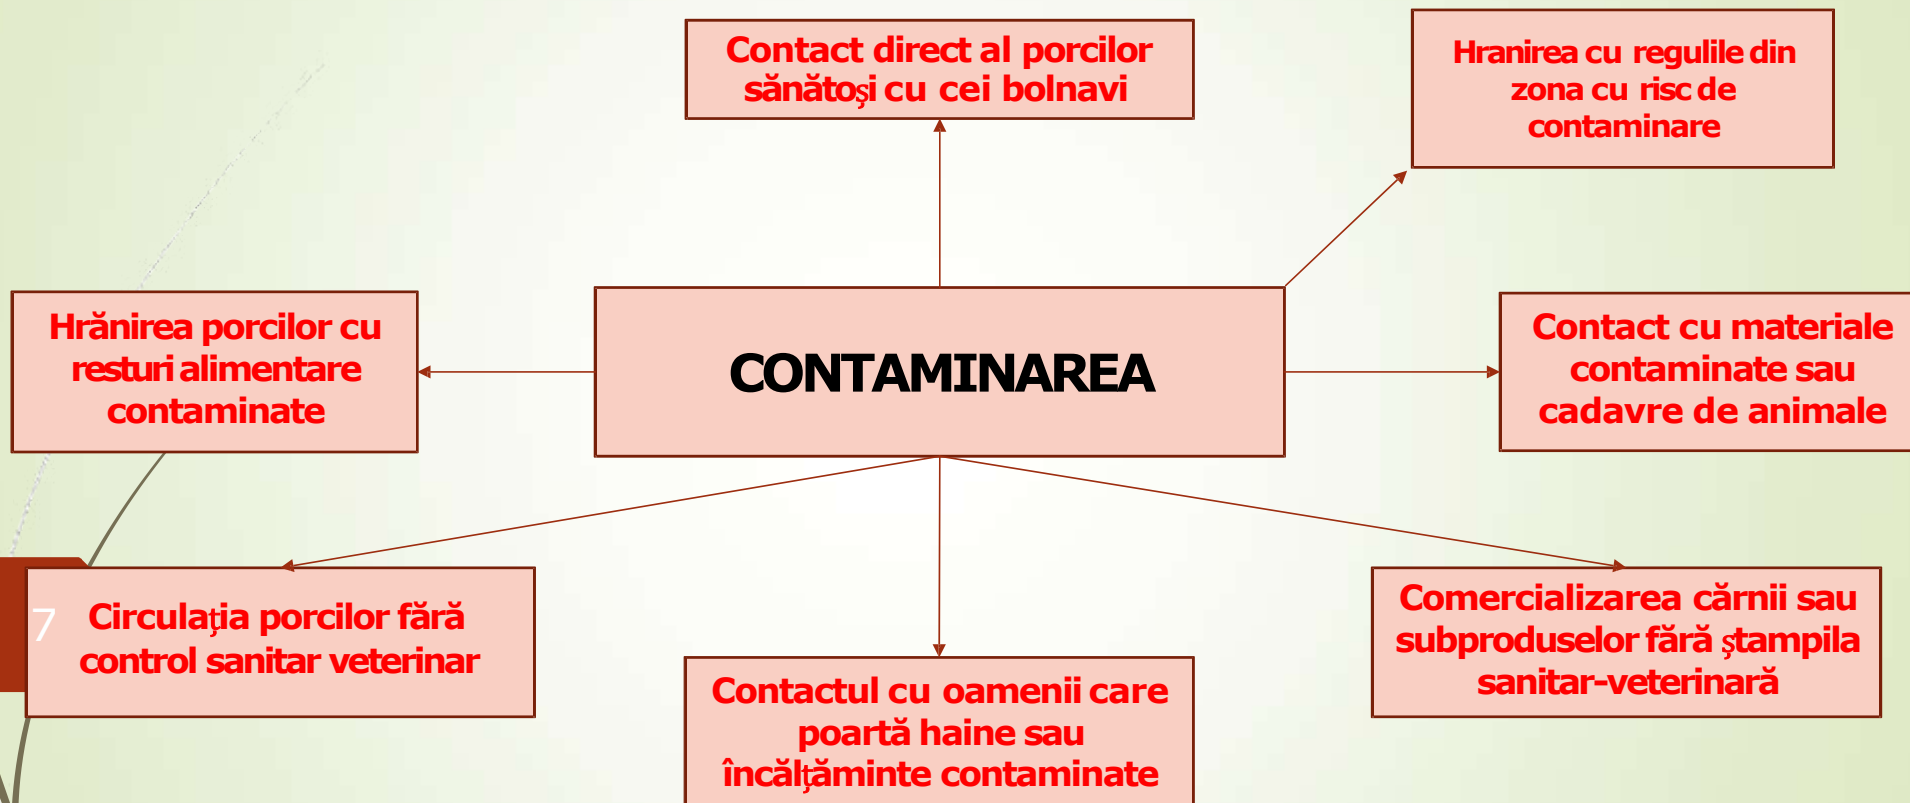 Contact direct al porcilor
sănătoşi cu cei bolnavi
Hranirea cu regulile din
zona cu risc de
contaminare
Hrănirea porcilor cu
resturi alimentare
contaminate
CONTAMINAREA
Contact cu materiale
contaminate sau
cadavre de animale
7
Circulaţia porcilor fără
control sanitar veterinar
Contactul cu oamenii care
poartă haine sau
încălţăminte contaminate
Comercializarea cărnii sau
subproduselor fără ştampila
sanitar-veterinară